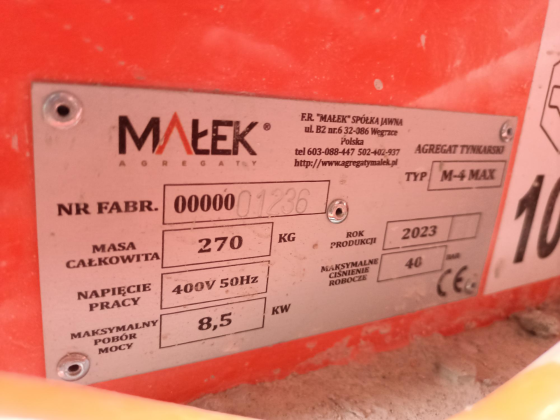 MAŁEK ®
AGREGATY
F.R. "MAŁEK" SPÓŁKA JAWNA
ul. B2 nr.6 32-086 Węgrzce
Polska
tel 603-088-447 502-402-937
http://www.agregatymalek.pl
AGREGAT TYNKARSKI
TYP M-4 MAX
NR FABR. 00000 01236
MASA CAŁKOWITA 270 KG
ROK PRODUKCJI 2023
NAPIĘCIE PRACY 400V 50Hz
MAKSYMALNE CIŚNIENIE ROBOCZE 40
MAKSYMALNY POBÓR MOCY 8,5 KW
CE
10